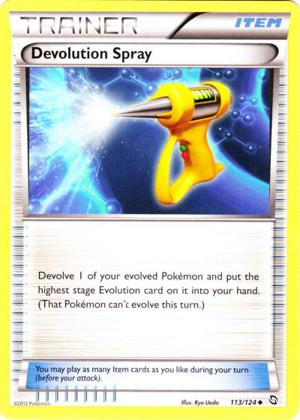 TRAINER ITEM
Devolution Spray
Devolve 1 of your evolved Pokémon and put the
highest stage Evolution card on it into your hand.
(That Pokémon can't evolve this turn.)
You may play as many Item cards as you like during your turn
(before your attack).
©2012 Pokémon Illus. Ryo Ueda 113/124